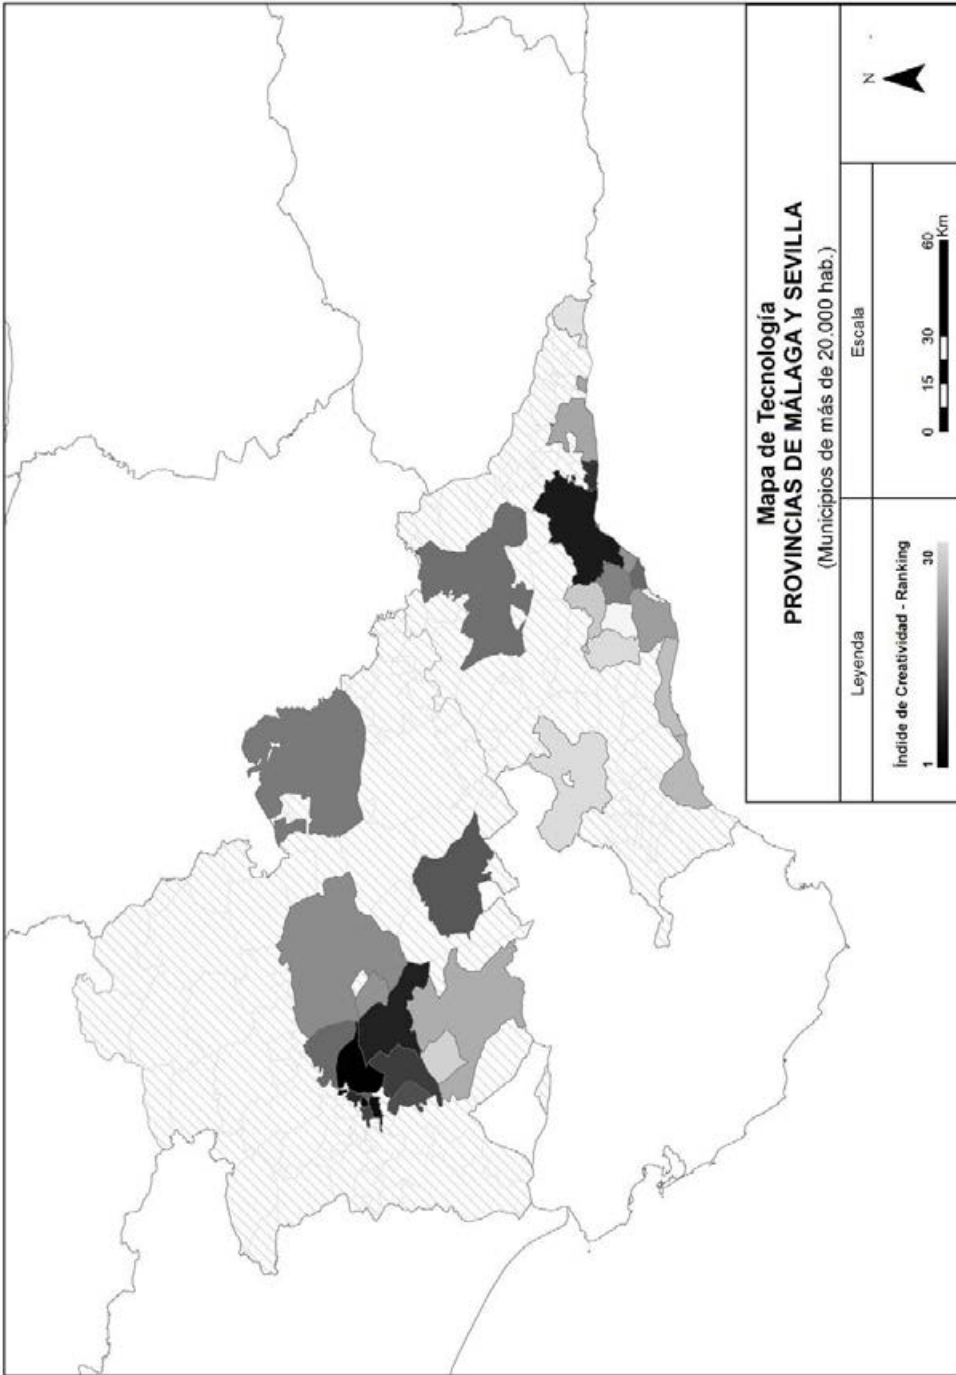 Mapa de Tecnología
PROVINCIAS DE MÁLAGA Y SEVILLA
(Municipios de más de 20.000 hab.)
Leyenda
Índide de Creatividad - Ranking
1 30
Escala
0 15 30 60
Km
N